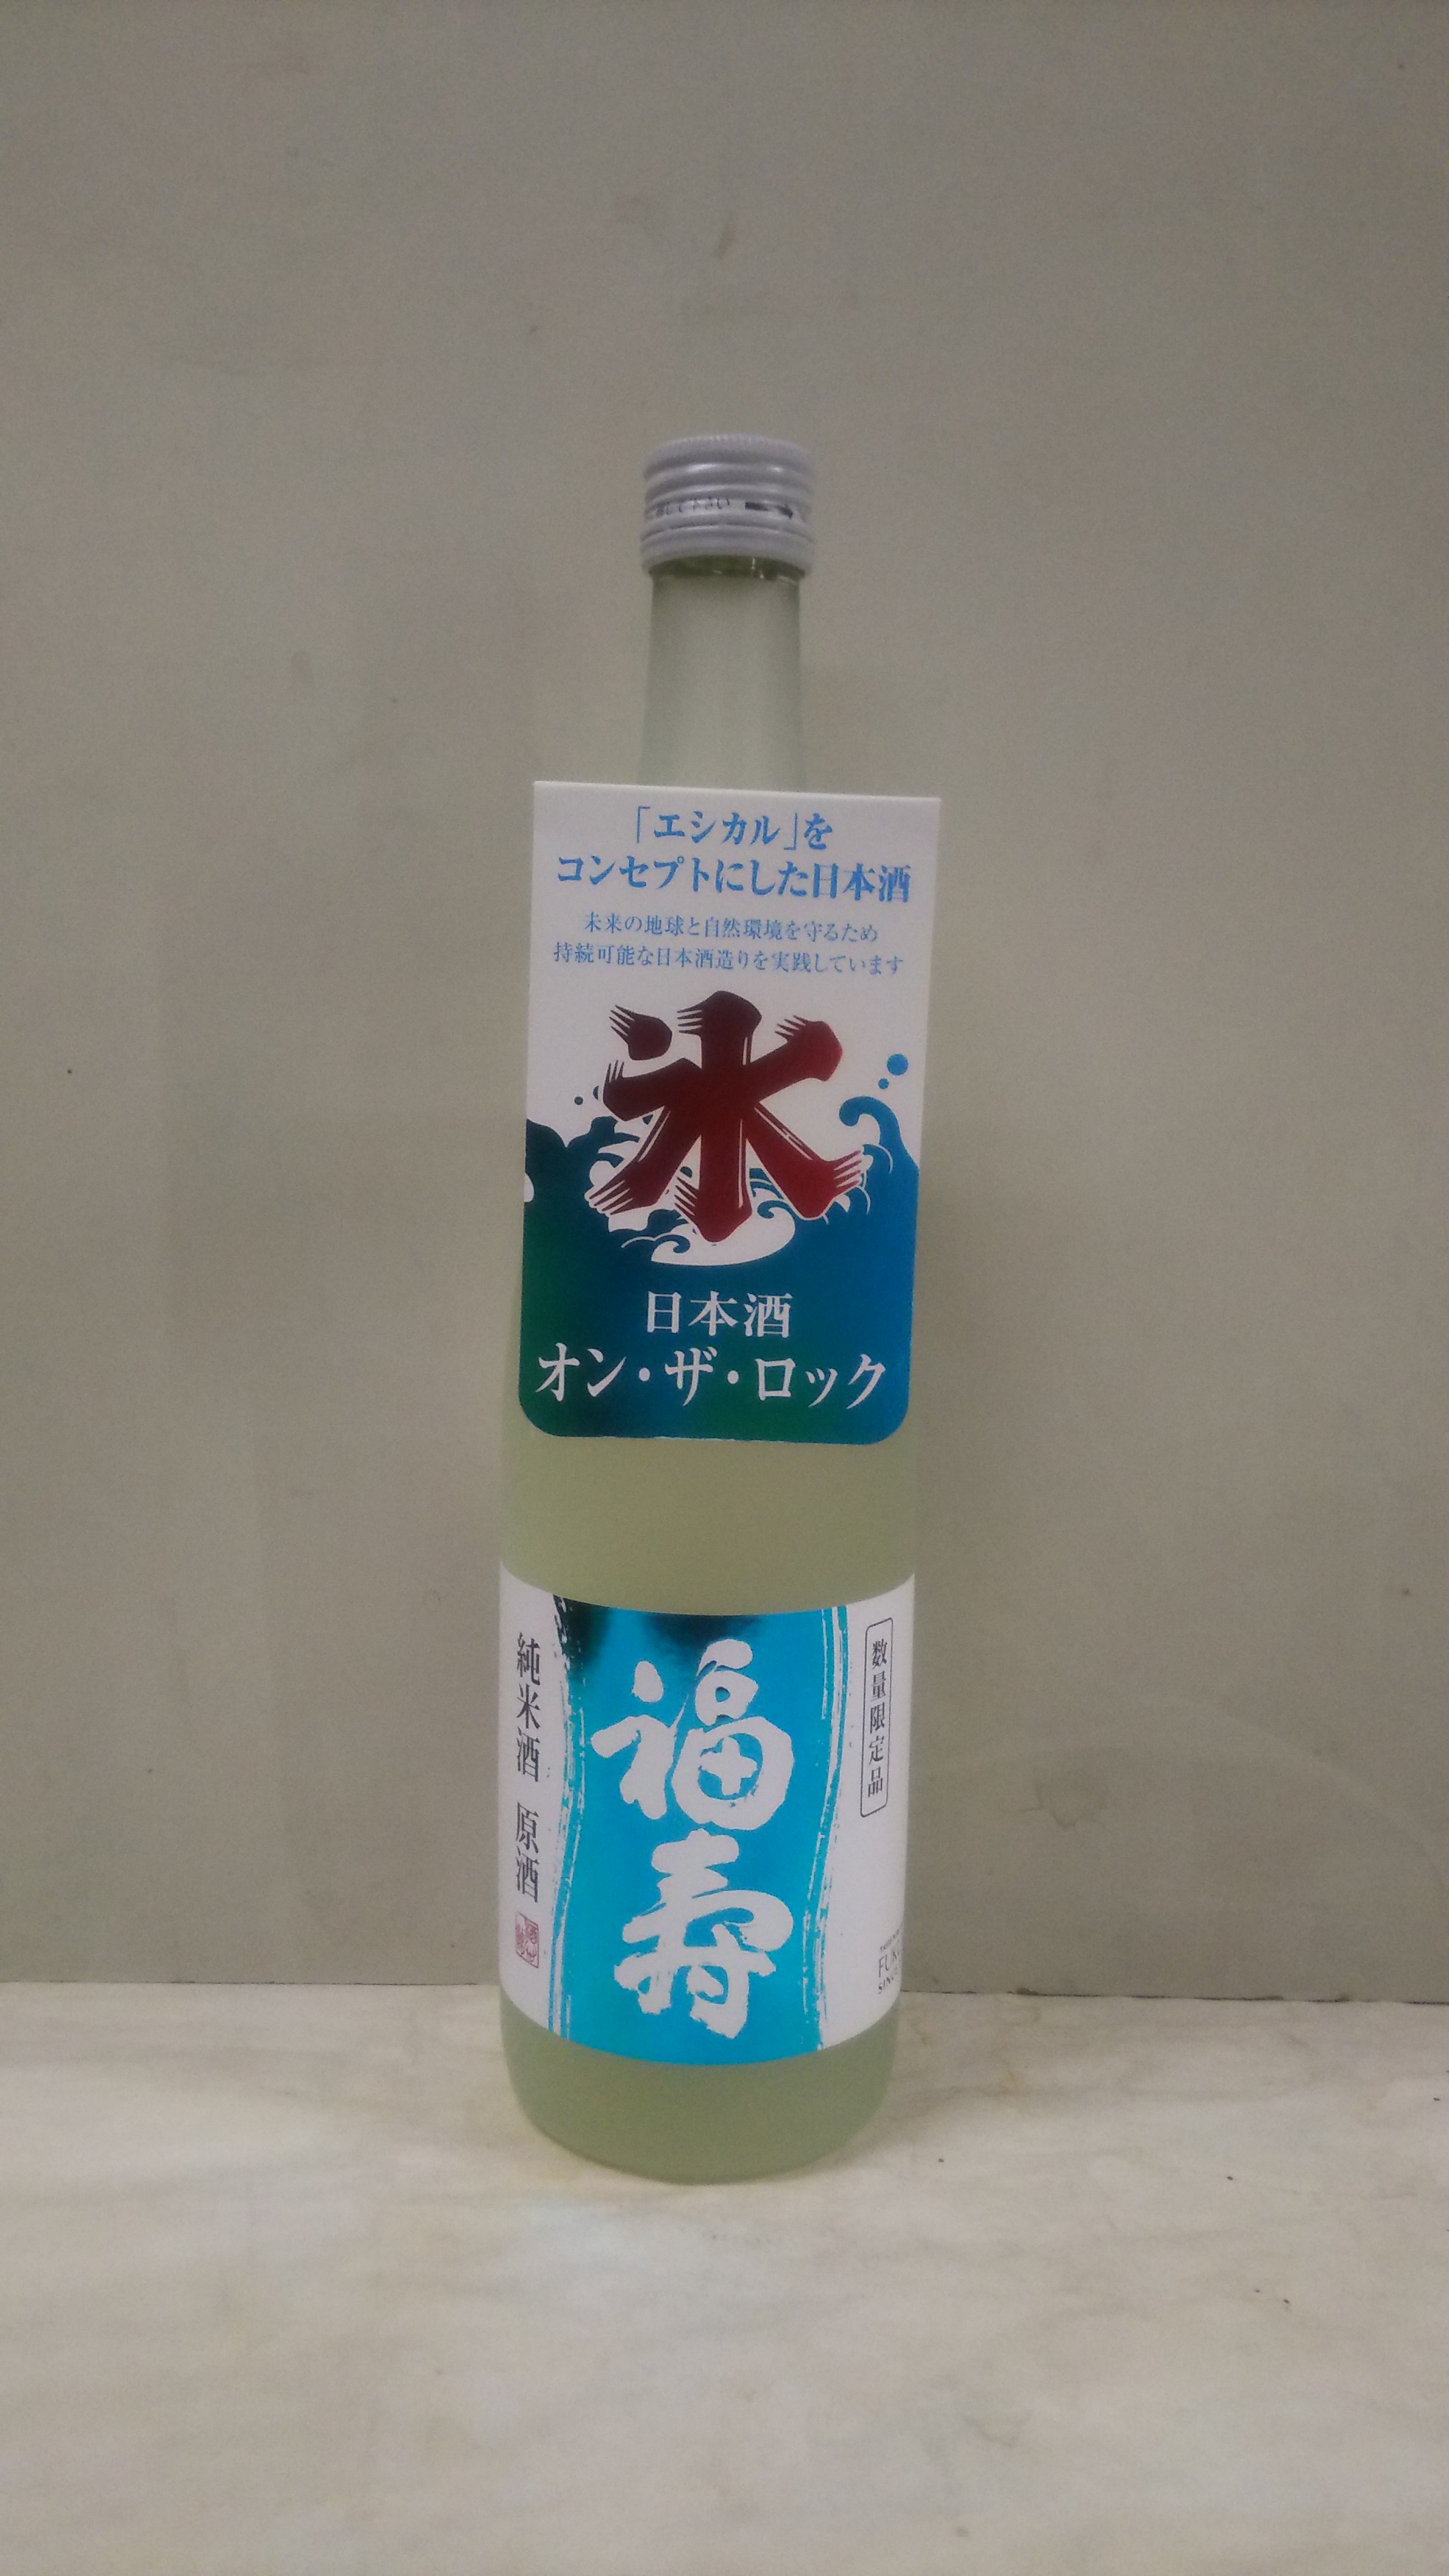 「エシカル」を
コンセプトにした日本酒
未来の地球と自然環境を守るため
持続可能な日本酒造りを実践しています
氷
日本酒
オン・ザ・ロック
数量限定品
福寿
純米酒 原酒